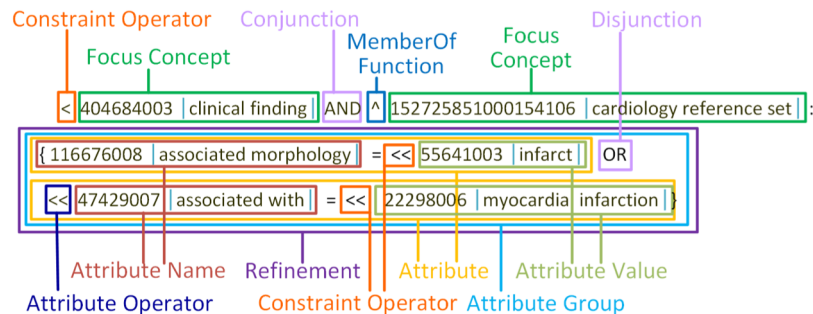 Constraint Operator Conjunction Disjunction
MemberOf Function
Focus Concept
Focus Concept
< 404684003 |clinical finding| AND ^ 152725851000154106 |cardiology reference set| :
{ 116676008 |associated morphology| = << 55641003 |infarct| OR
<< 47429007 |associated with| = << 22298006 |myocardia infarction| }
Attribute Name Refinement Attribute Attribute Value
Attribute Operator Constraint Operator Attribute Group